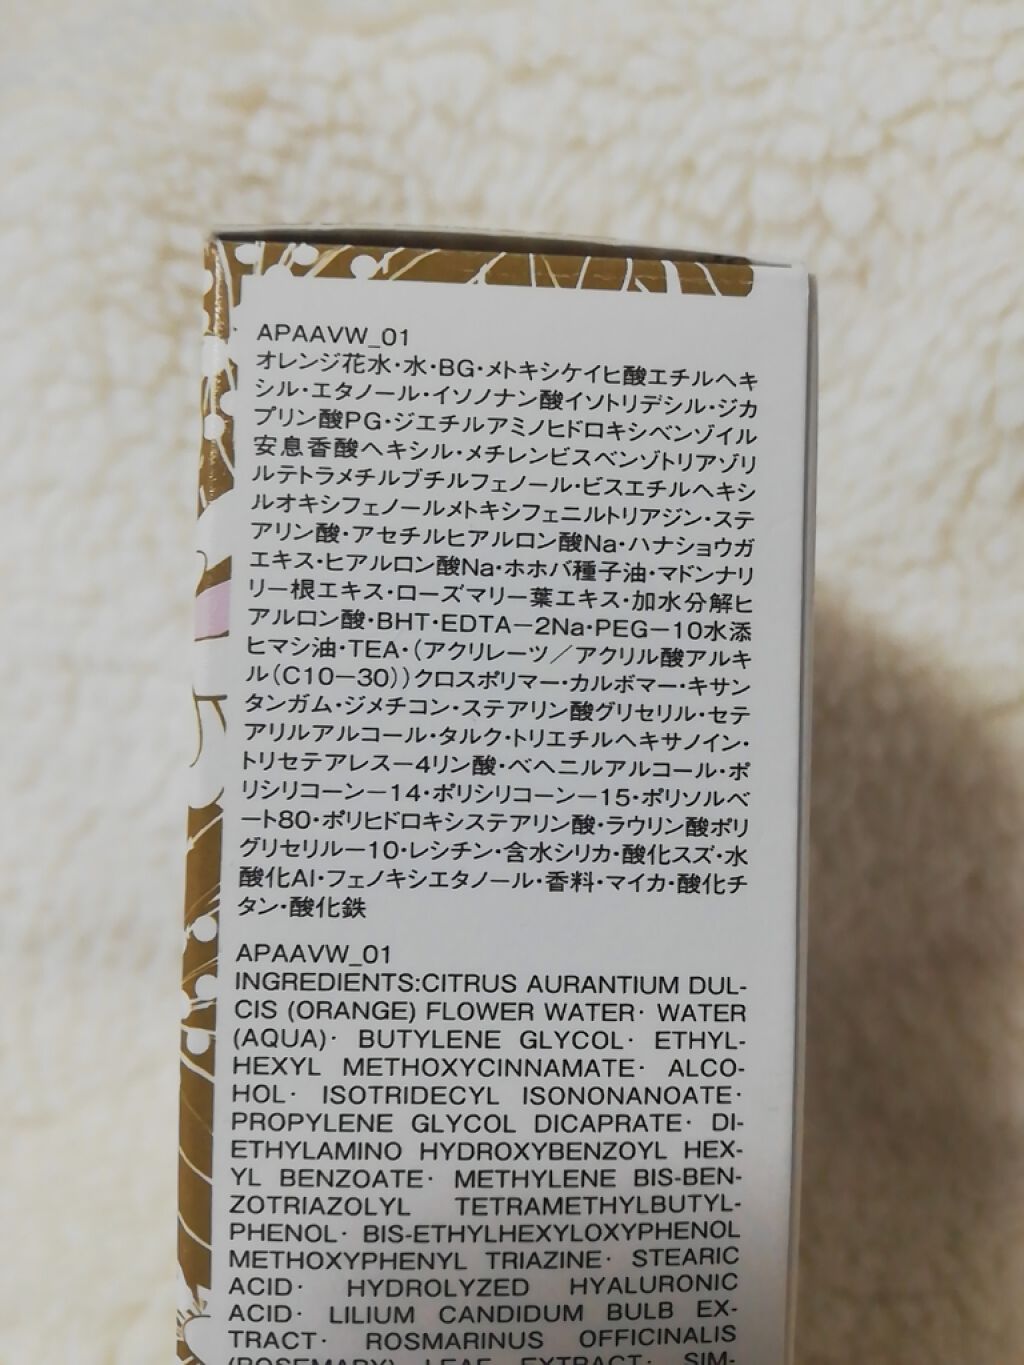 APAAVW_01
オレンジ花水・水・BG・メトキシケイヒ酸エチルヘキ
シル・エタノール・イソノナン酸イソトリデシル・ジカ
プリン酸PG・ジエチルアミノヒドロキシベンゾイル
安息香酸ヘキシル・メチレンビスベンゾトリアゾリ
ルテトラメチルブチルフェノール・ビスエチルヘキシ
ルオキシフェノールメトキシフェニルトリアジン・ステ
アリン酸・アセチルヒアルロン酸Na・ハナショウガ
エキス・ヒアルロン酸Na・ホホバ種子油・マドンナリ
リー根エキス・ローズマリー葉エキス・加水分解ヒ
アルロン酸・BHT・EDTA－2Na・PEG－10水添
ヒマシ油・TEA・（アクリレーツ／アクリル酸アルキ
ル（C10－30））クロスポリマー・カルボマー・キサン
タンガム・ジメチコン・ステアリン酸グリセリル・セテ
アリルアルコール・タルク・トリエチルヘキサノイン・
トリセテアレス－4リン酸・ベヘニルアルコール・ポ
リシリコーン－14・ポリシリコーン－15・ポリソルベ
ート80・ポリヒドロキシステアリン酸・ラウリン酸ポリ
グリセリル－10・レシチン・含水シリカ・酸化スズ・水
酸化Al・フェノキシエタノール・香料・マイカ・酸化チ
タン・酸化鉄
APAAVW_01
INGREDIENTS:CITRUS AURANTIUM DUL-
CIS (ORANGE) FLOWER WATER· WATER
(AQUA)· BUTYLENE GLYCOL· ETHYL-
HEXYL METHOXYCINNAMATE· ALCO-
HOL· ISOTRIDECYL ISONONANOATE·
PROPYLENE GLYCOL DICAPRATE· DI-
ETHYLAMINO HYDROXYBENZOYL HEX-
YL BENZOATE· METHYLENE BIS-BEN-
ZOTRIAZOLYL TETRAMETHYLBUTYL-
PHENOL· BIS-ETHYLHEXYLOXYPHENOL
METHOXYPHENYL TRIAZINE· STEARIC
ACID· HYDROLYZED HYALURONIC
ACID· LILIUM CANDIDUM BULB EX-
TRACT· ROSMARINUS OFFICINALIS
(ROSEMARY) LEAF EXTRACT· SIM-